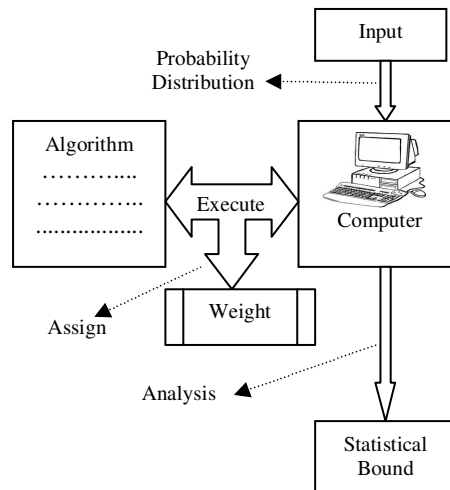 Input
Probability
Distribution
Algorithm
………....
…………..
...................
Execute
Computer
Weight
Assign
Analysis
Statistical
Bound